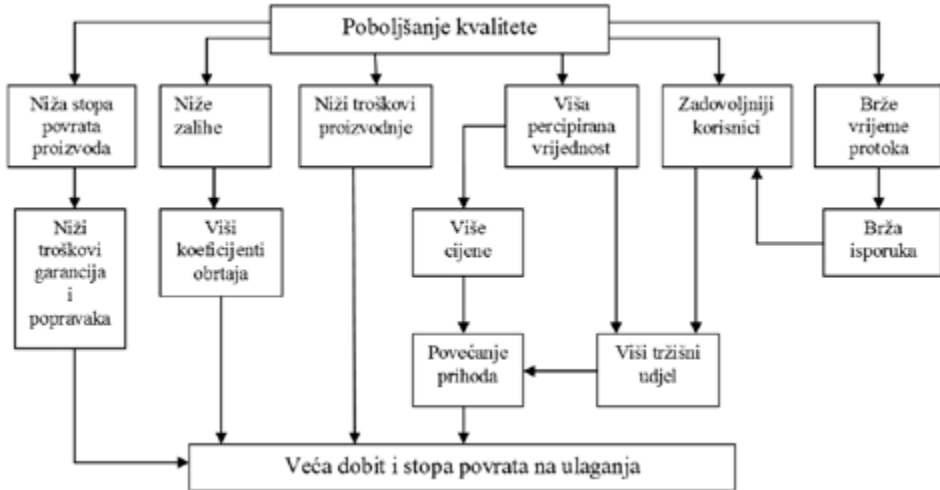 Poboljšanje kvalitete
Niža stopa
povrata
proizvoda
Niže
zalihe
Niži troškovi
proizvodnje
Viša
percipirana
vrijednost
Zadovoljniji
korisnici
Brže
vrijeme
protoka
Niži
troškovi
garancija
i
popravaka
Viši
koeficijenti
obrtaja
Više
cijene
Brža
isporuka
Povećanje
prihoda
Viši tržišni
udjel
Veća dobit i stopa povrata na ulaganja